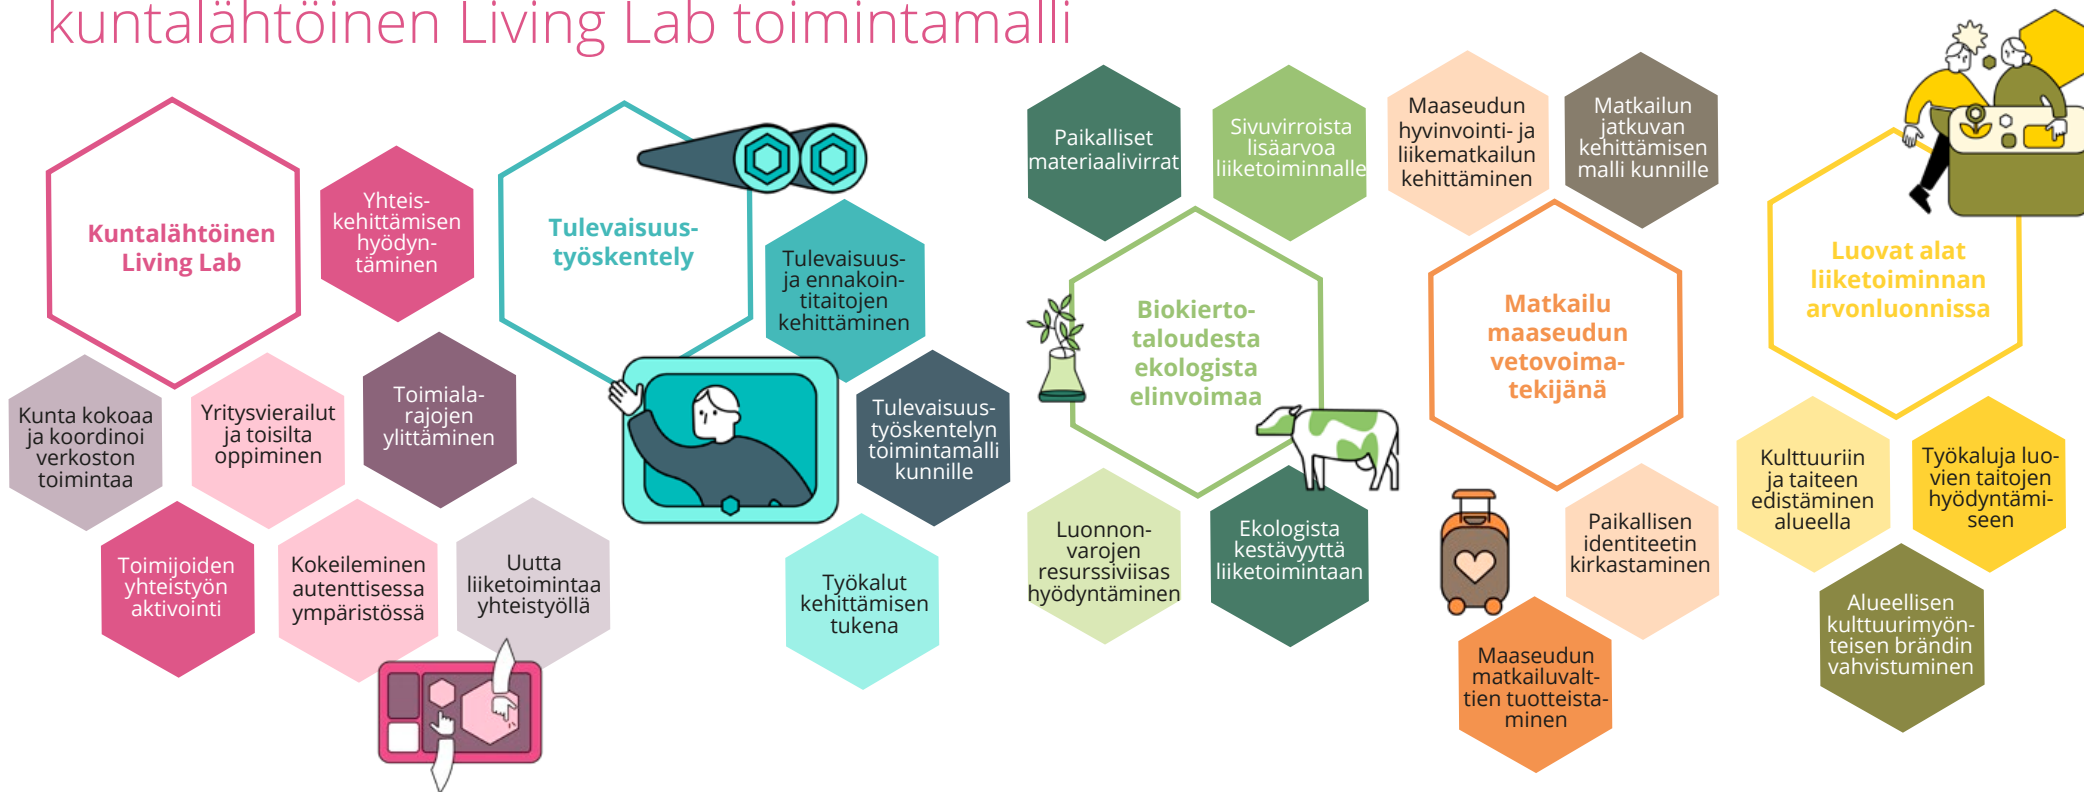 kuntalähtöinen Living Lab toimintamalli
Kuntalähtöinen
Living Lab
Yhteis-
kehittämisen
hyödyn-
täminen
Kunta kokoaa
ja koordinoi
verkoston
toimintaa
Yritysvierailut
ja toisilta
oppiminen
Toimiala-
rajojen
ylittäminen
Toimijoiden
yhteistyön
aktivointi
Kokeileminen
autenttisessa
ympäristössä
Uutta
liiketoimintaa
yhteistyöllä
Tulevaisuus-
työskentely
Tulevaisuus-
ja ennakoin-
titaitojen
kehittäminen
Tulevaisuus-
työskentelyn
toimintamalli
kunnille
Työkalut
kehittämisen
tukena
Paikalliset
materiaalivirrat
Sivuvirroista
lisäarvoa
liiketoiminnalle
Biokierto-
taloudesta
ekologista
elinvoimaa
Luonnon-
varojen
resurssiviisas
hyödyntäminen
Ekologista
kestävyyttä
liiketoimintaan
Maaseudun
hyvinvointi- ja
liikematkailun
kehittäminen
Matkailun
jatkuvan
kehittämisen
malli kunnille
Matkailu
maaseudun
vetovoima-
tekijänä
Paikallisen
identiteetin
kirkastaminen
Maaseudun
matkailuvalt-
tien tuotteista-
minen
Luovat alat
liiketoiminnan
arvonluonnissa
Kulttuuriin
ja taiteen
edistäminen
alueella
Työkaluja luo-
vien taitojen
hyödyntämi-
seen
Alueellisen
kulttuurimyön-
teisen brändin
vahvistuminen